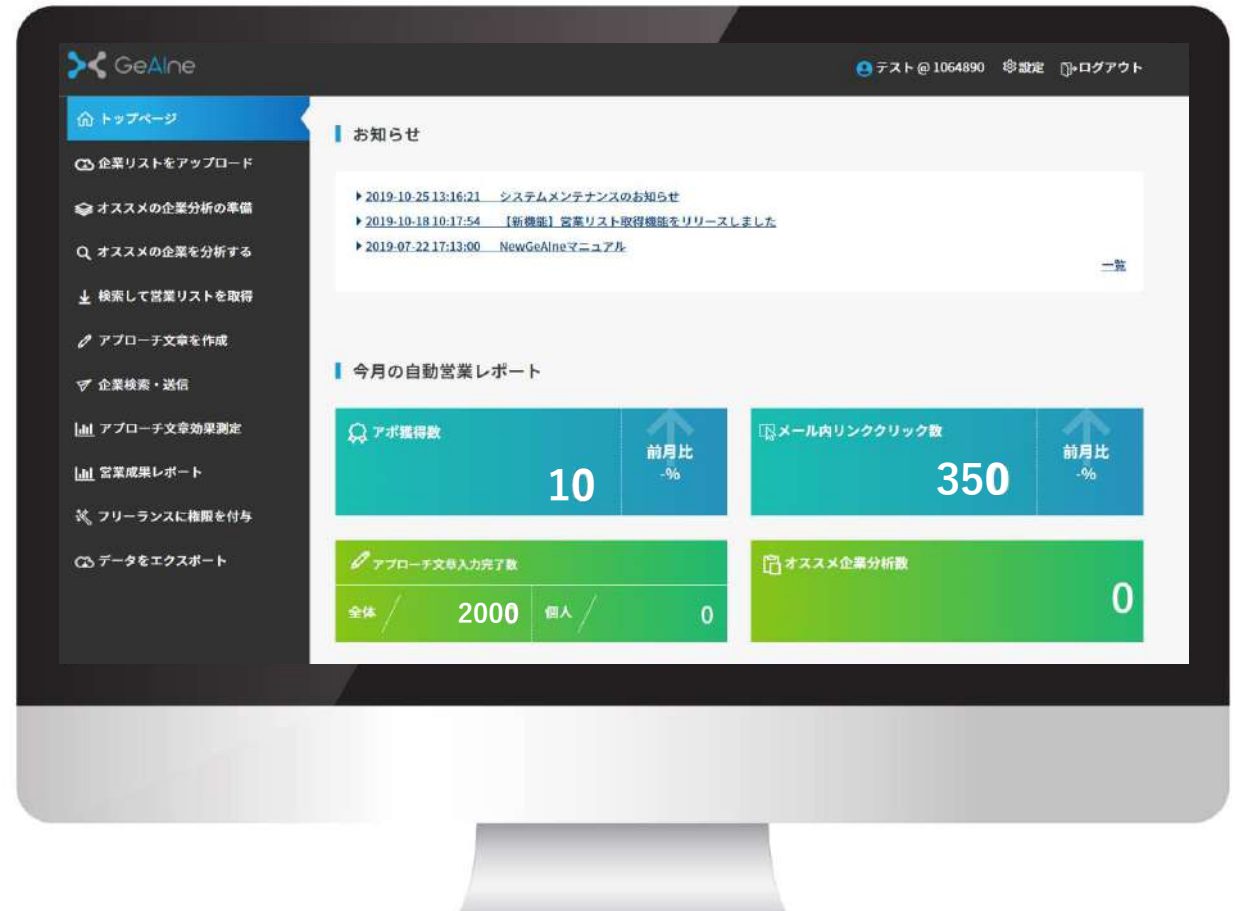 GeAIne
テスト@1064890 設定 ログアウト
トップページ
企業リストをアップロード
オススメの企業分析の準備
オススメの企業を分析する
検索して営業リストを取得
アプローチ文章を作成
企業検索・送信
アプローチ文章効果測定
営業成果レポート
フリーランスに権限を付与
データをエクスポート
お知らせ
2019-10-25 13:16:21 システムメンテナンスのお知らせ
2019-10-18 10:17:54 【新機能】営業リスト取得機能をリリースしました
2019-07-22 17:13:00 NewGeAIneマニュアル
一覧
今月の自動営業レポート
アポ獲得数
10
前月比
-%
メール内リンククリック数
350
前月比
-%
アプローチ文章入力完了数
全体 2000 個人 0
オススメ企業分析数
0